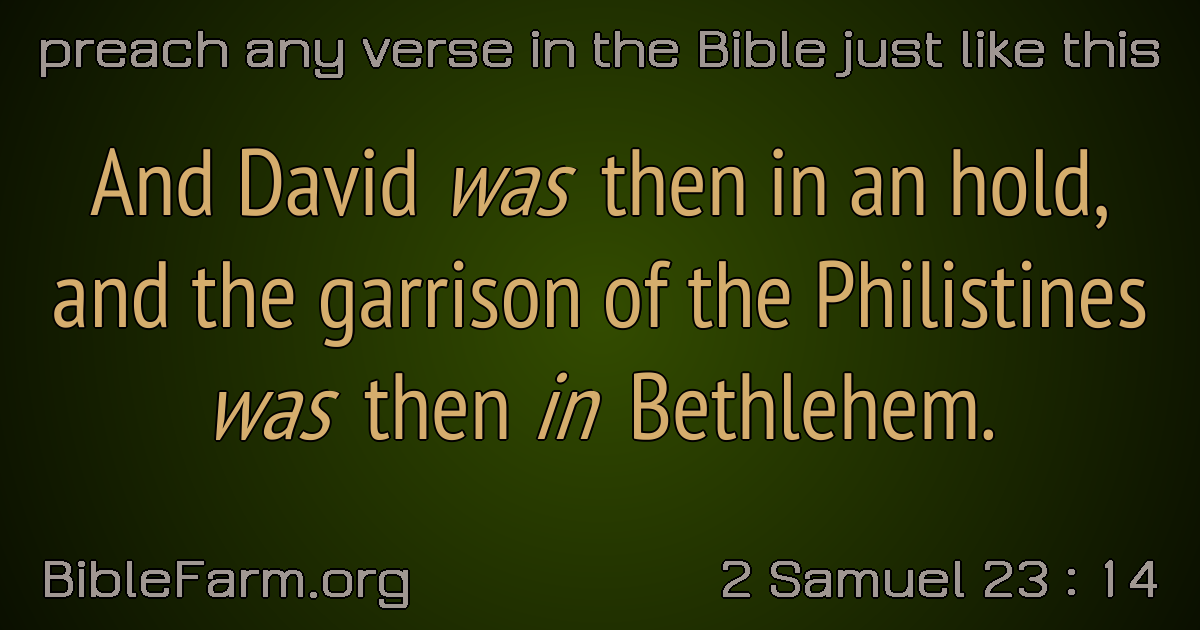 preach any verse in the Bible just like this
And David was then in an hold,
and the garrison of the Philistines
was then in Bethlehem.
BibleFarm.org
2 Samuel 23 : 14